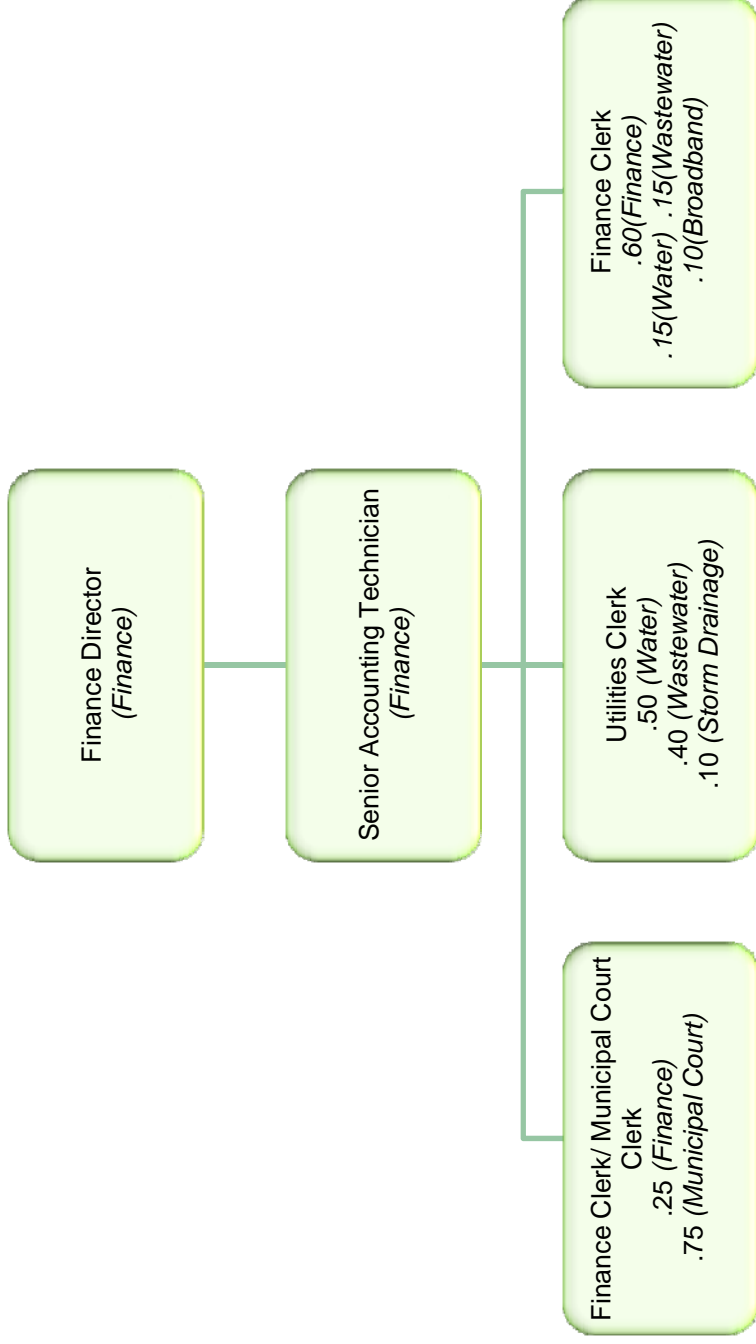 Finance Director
(Finance)
Senior Accounting Technician
(Finance)
Finance Clerk/ Municipal Court
Clerk
.25 (Finance)
.75 (Municipal Court)
Utilities Clerk
.50 (Water)
.40 (Wastewater)
.10 (Storm Drainage)
Finance Clerk
.60(Finance)
.15(Water) .15(Wastewater)
.10(Broadband)